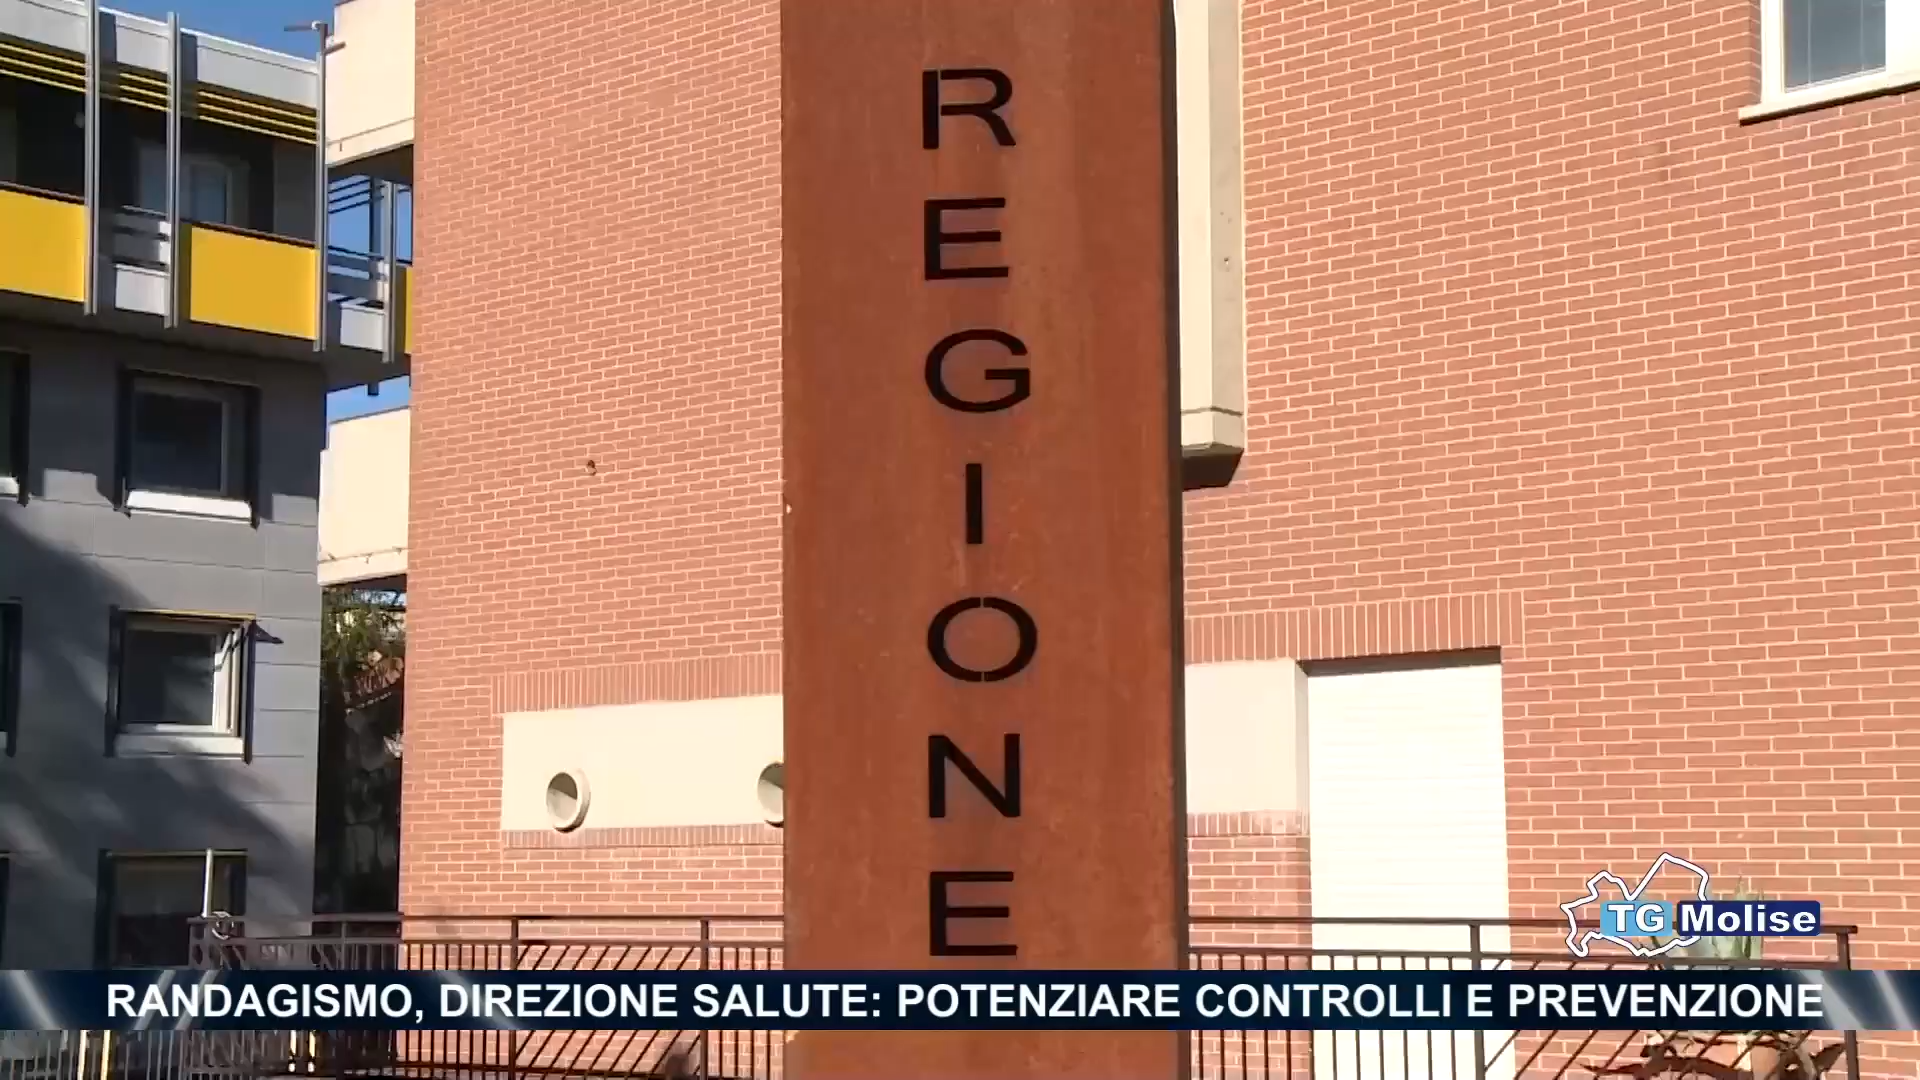 REGIONE
TG Molise
RANDAGISMO, DIREZIONE SALUTE: POTENZIARE CONTROLLI E PREVENZIONE